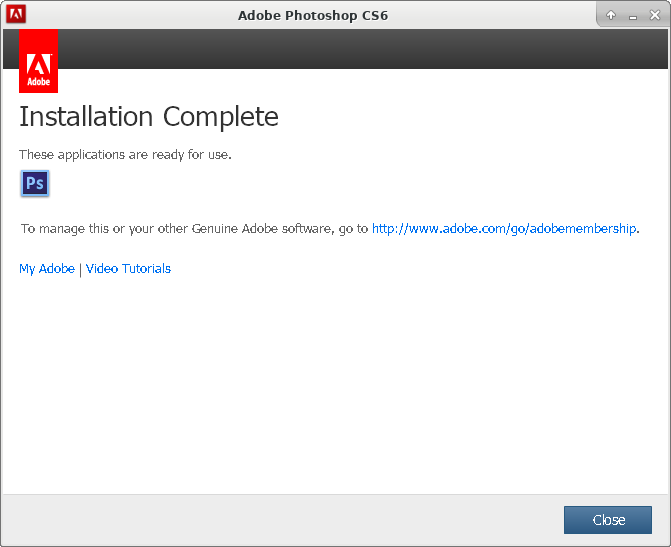 Adobe Photoshop CS6
Adobe
Installation Complete
These applications are ready for use.
Ps
To manage this or your other Genuine Adobe software, go to http://www.adobe.com/go/adobemembership.
My Adobe | Video Tutorials
Close